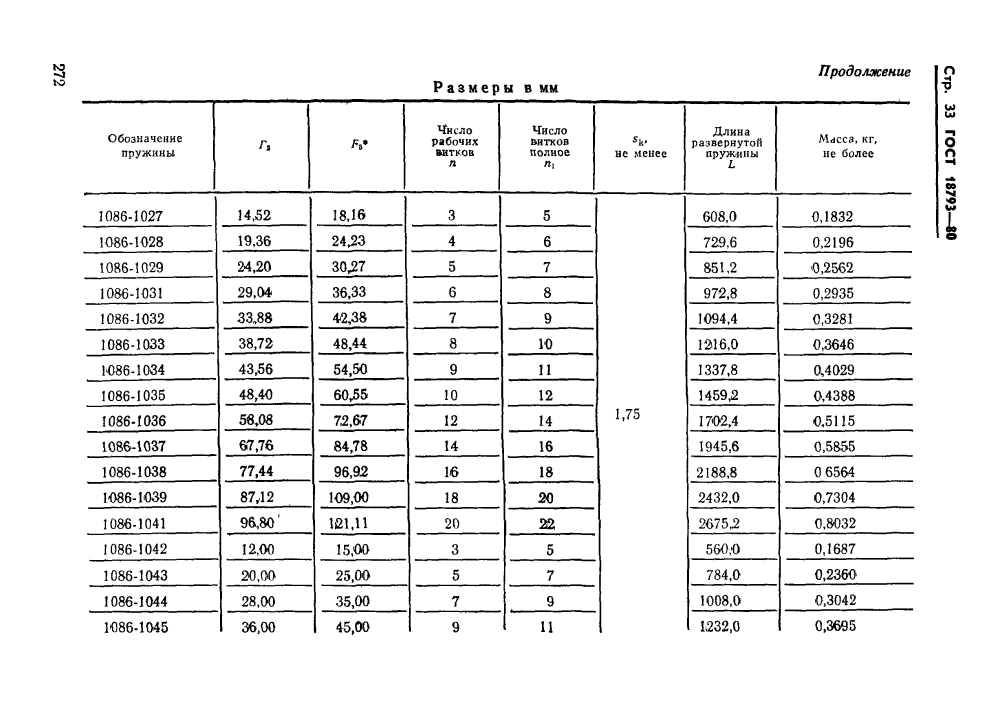 272
Продолжение
Размеры в мм
Обозначение пружины | Г₂ | F₃* | Число рабочих витков n | Число витков полное n₁ | sk, не менее | Длина развернутой пружины L | Масса, кг, не более
1086-1027 | 14,52 | 18,16 | 3 | 5 | 1,75 | 608,0 | 0,1832
1086-1028 | 19,36 | 24,23 | 4 | 6 | 729,6 | 0,2196
1086-1029 | 24,20 | 30,27 | 5 | 7 | 851,2 | 0,2562
1086-1031 | 29,04 | 36,33 | 6 | 8 | 972,8 | 0,2935
1086-1032 | 33,88 | 42,38 | 7 | 9 | 1094,4 | 0,3281
1086-1033 | 38,72 | 48,44 | 8 | 10 | 1216,0 | 0,3646
1086-1034 | 43,56 | 54,50 | 9 | 11 | 1337,8 | 0,4029
1086-1035 | 48,40 | 60,55 | 10 | 12 | 1459,2 | 0,4388
1086-1036 | 58,08 | 72,67 | 12 | 14 | 1702,4 | 0,5115
1086-1037 | 67,76 | 84,78 | 14 | 16 | 1945,6 | 0,5855
1086-1038 | 77,44 | 96,92 | 16 | 18 | 2188,8 | 0 6564
1086-1039 | 87,12 | 109,00 | 18 | 20 | 2432,0 | 0,7304
1086-1041 | 96,80 | 121,11 | 20 | 22 | 2675,2 | 0,8032
1086-1042 | 12,00 | 15,00 | 3 | 5 | 560,0 | 0,1687
1086-1043 | 20,00 | 25,00 | 5 | 7 | 784,0 | 0,2360
1086-1044 | 28,00 | 35,00 | 7 | 9 | 1008,0 | 0,3042
1086-1045 | 36,00 | 45,00 | 9 | 11 | 1232,0 | 0,3695
Стр. 33 ГОСТ 18793—80